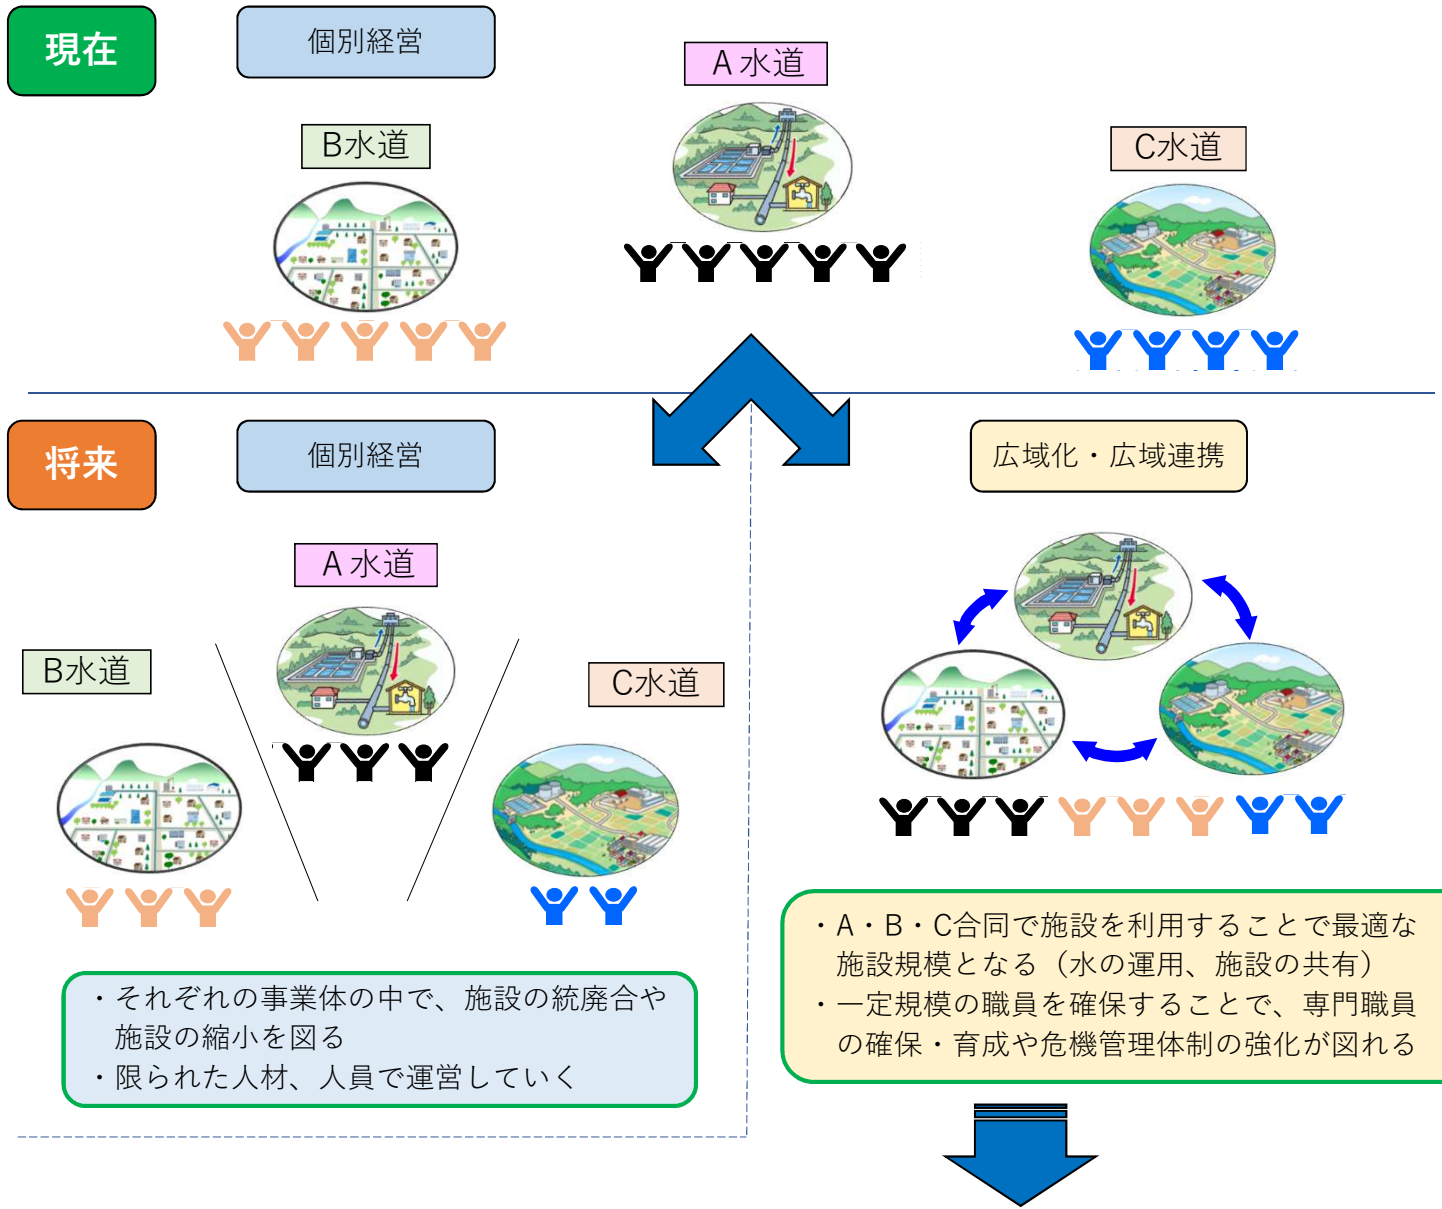 現在
個別経営
A水道
B水道
C水道
将来
個別経営
広域化・広域連携
A水道
B水道
C水道
・それぞれの事業体の中で、施設の統廃合や
施設の縮小を図る
・限られた人材、人員で運営していく
・A・B・C合同で施設を利用することで最適な
施設規模となる（水の運用、施設の共有）
・一定規模の職員を確保することで、専門職員
の確保・育成や危機管理体制の強化が図れる